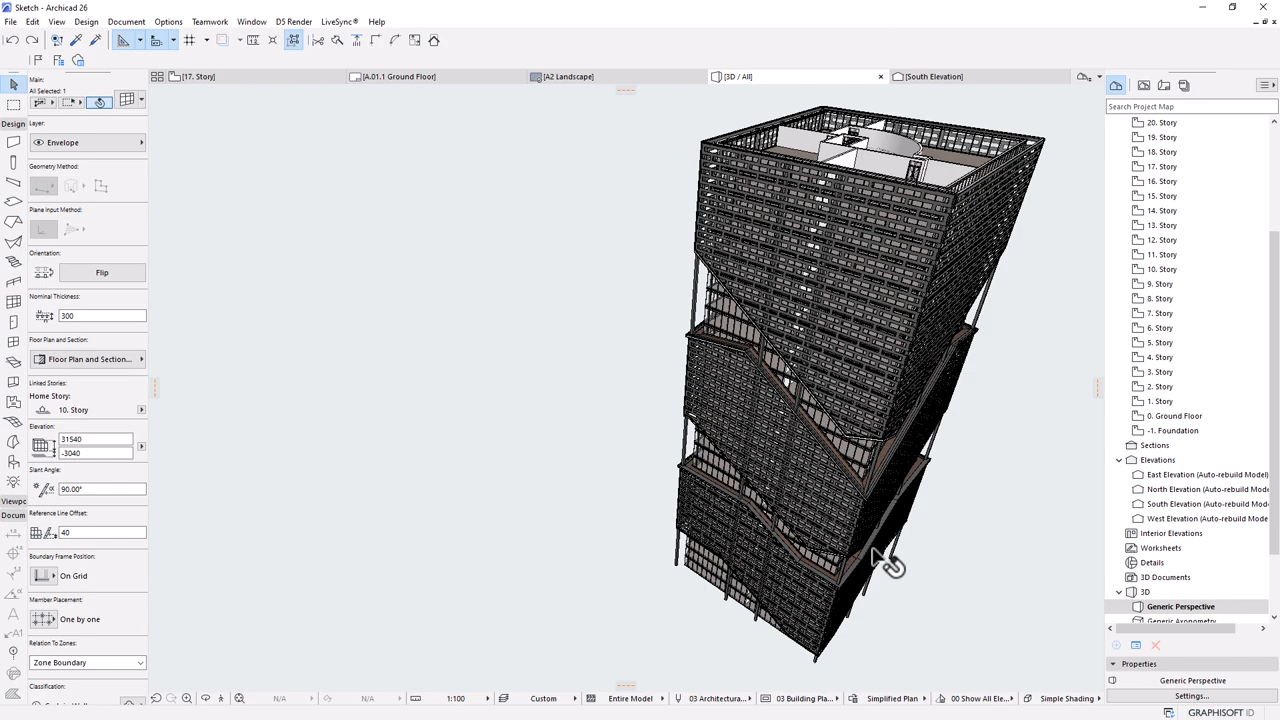 Sketch - Archicad 26
File Edit View Design Document Options Teamwork Window D5 Render LiveSync® Help
[17. Story] [A.01.1 Ground Floor] [A2 Landscape] [3D / All] [South Elevation]
Main:
All Selected: 1
Design
Layer:
Envelope
Geometry Method:
Plane Input Method:
Orientation:
Flip
Nominal Thickness:
300
Floor Plan and Section:
Floor Plan and Section...
Linked Stories:
Home Story:
10. Story
Elevation:
31540
-3040
Slant Angle:
89.00°
Reference Line Offset:
40
Boundary Frame Position:
On Grid
Member Placement:
One by one
Relation To Zones:
Zone Boundary
Classification:
Viewpc
Docum
Search Project Map
20. Story
19. Story
18. Story
17. Story
16. Story
15. Story
14. Story
13. Story
12. Story
11. Story
10. Story
9. Story
8. Story
7. Story
6. Story
5. Story
4. Story
3. Story
2. Story
1. Story
0. Ground Floor
-1. Foundation
Sections
Elevations
East Elevation (Auto-rebuild Model)
North Elevation (Auto-rebuild Mode
South Elevation (Auto-rebuild Mode
West Elevation (Auto-rebuild Mode
Interior Elevations
Worksheets
Details
3D Documents
3D
Generic Perspective
Generic Axonometry
Properties
Generic Perspective
Settings...
N/A N/A 1:100 Custom Entire Model 03 Architectura... 03 Building Pla... Simplified Plan 00 Show All Ele... Simple Shading
GRAPHISOFT ID